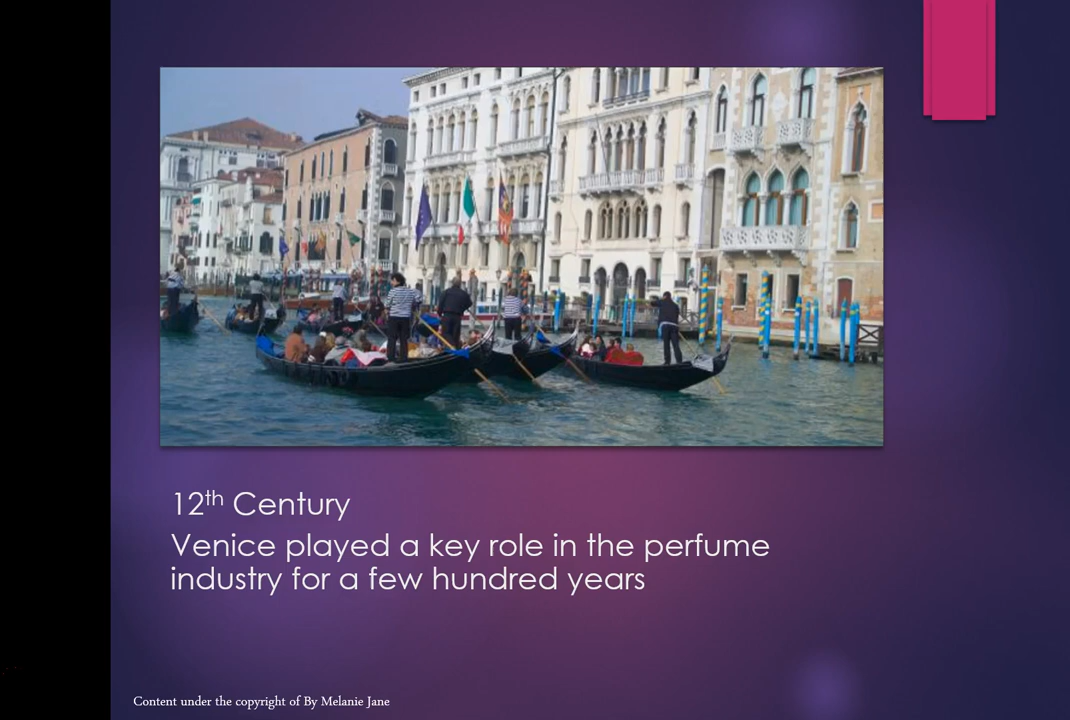 12th Century
Venice played a key role in the perfume
industry for a few hundred years
Content under the copyright of By Melanie Jane